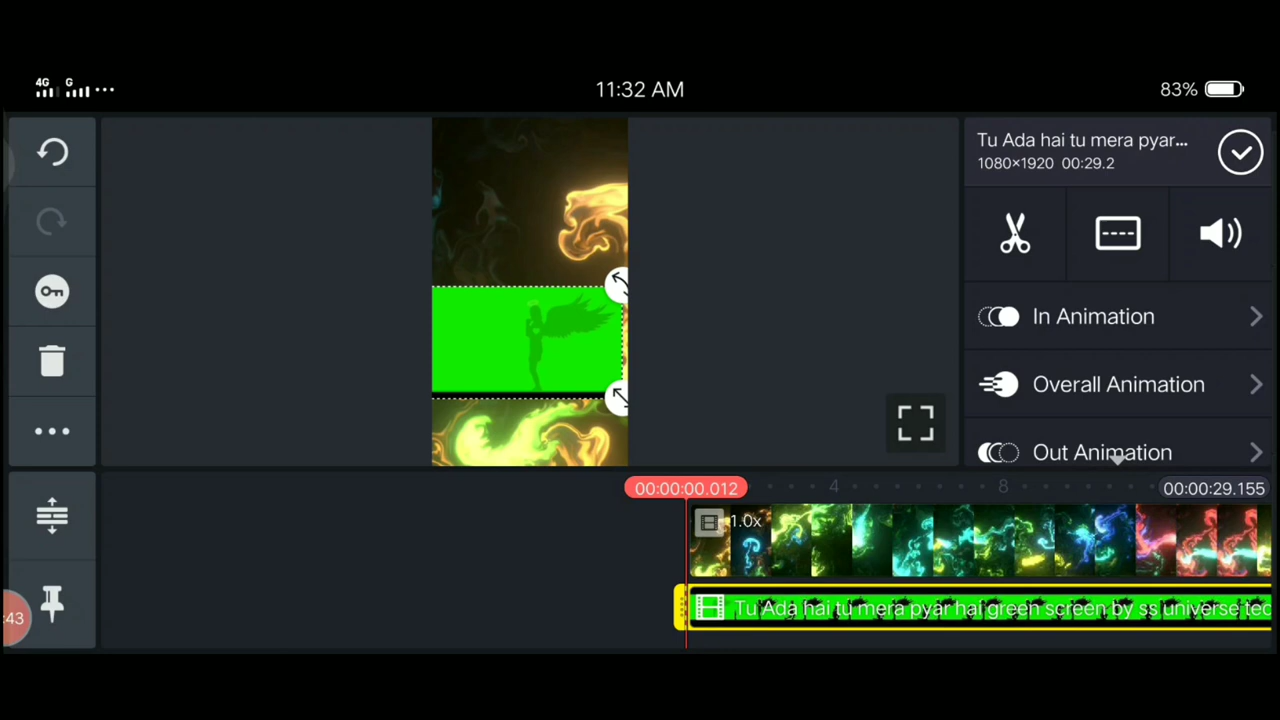 4G G
11:32 AM
83%
Tu Ada hai tu mera pyar...
1080×1920 00:29.2
In Animation
Overall Animation
Out Animation
00:00:00.012
4
8
00:00:29.155
1.0x
Tu Ada hai tu mera pyar hai green screen by ss universe tec
:43